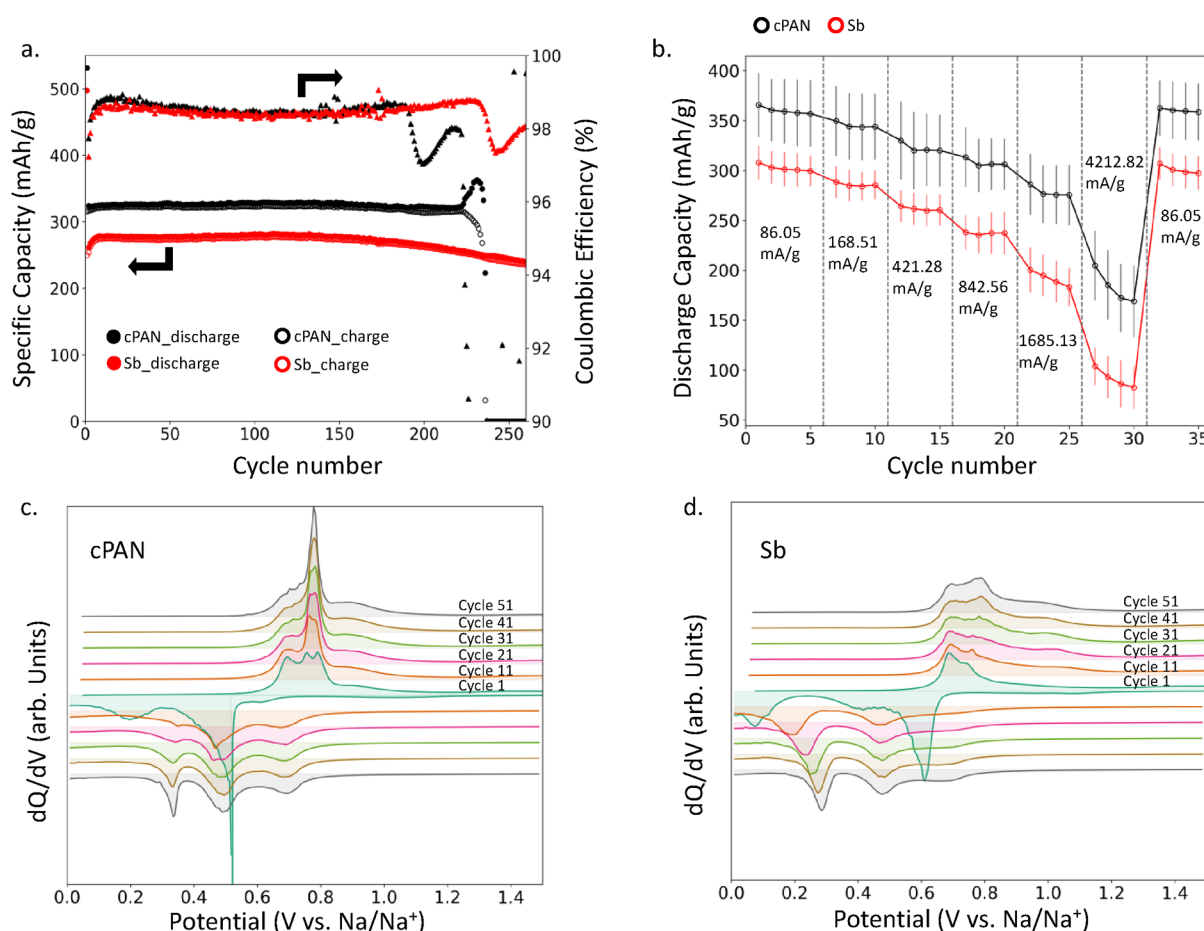 a.
Specific Capacity (mAh/g)
500
400
300
200
100
0
100
98
96
94
92
90
Coulombic Efficiency (%)
cPAN_discharge
cPAN_charge
Sb_discharge
Sb_charge
0 50 100 150 200 250
Cycle number
b.
cPAN Sb
Discharge Capacity (mAh/g)
400
350
300
250
200
150
100
50
86.05
mA/g
168.51
mA/g
421.28
mA/g
842.56
mA/g
1685.13
mA/g
4212.82
mA/g
86.05
mA/g
0 5 10 15 20 25 30 35
Cycle number
c.
cPAN
dQ/dV (arb. Units)
Cycle 51
Cycle 41
Cycle 31
Cycle 21
Cycle 11
Cycle 1
0.0 0.2 0.4 0.6 0.8 1.0 1.2 1.4
Potential (V vs. Na/Na⁺)
d.
Sb
dQ/dV (arb. Units)
Cycle 51
Cycle 41
Cycle 31
Cycle 21
Cycle 11
Cycle 1
0.0 0.2 0.4 0.6 0.8 1.0 1.2 1.4
Potential (V vs. Na/Na⁺)